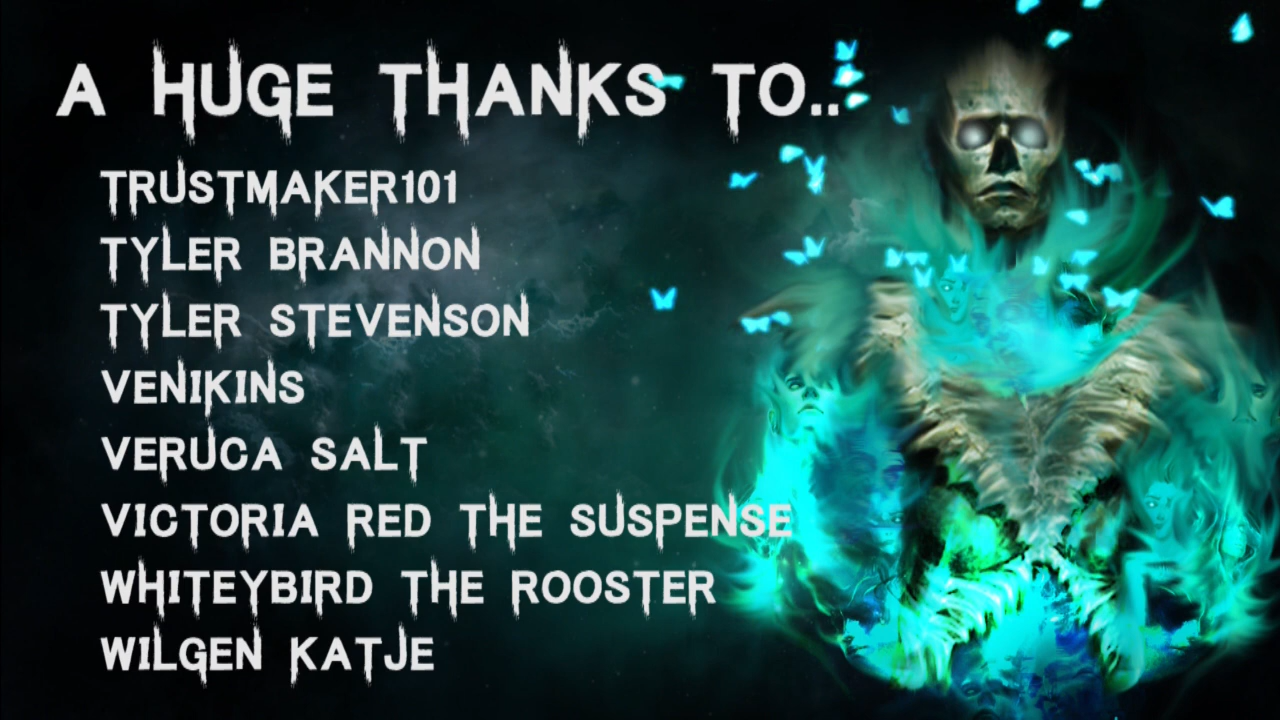 A HUGE THANKS TO..
TRUSTMAKER101
TYLER BRANNON
TYLER STEVENSON
VENIKINS
VERUCA SALT
VICTORIA RED THE SUSPENSE
WHITEYBIRD THE ROOSTER
WILGEN KATJE